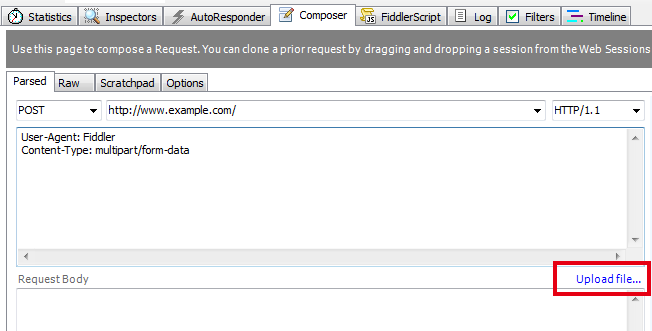 Statistics Inspectors AutoResponder Composer FiddlerScript Log Filters Timeline
Use this page to compose a Request. You can clone a prior request by dragging and dropping a session from the Web Sessions
Parsed Raw Scratchpad Options
POST http://www.example.com/ HTTP/1.1
User-Agent: Fiddler
Content-Type: multipart/form-data
Request Body Upload file...